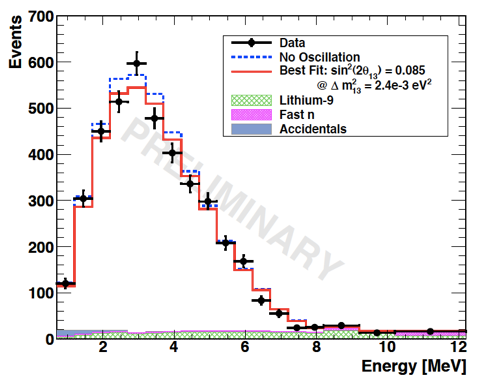 Events
700
600
500
400
300
200
100
0
Data
No Oscillation
Best Fit: sin²(2θ₁₃) = 0.085
@ Δ m²₁₃ = 2.4e-3 eV²
Lithium-9
Fast n
Accidentals
PRELIMINARY
2 4 6 8 10 12
Energy [MeV]